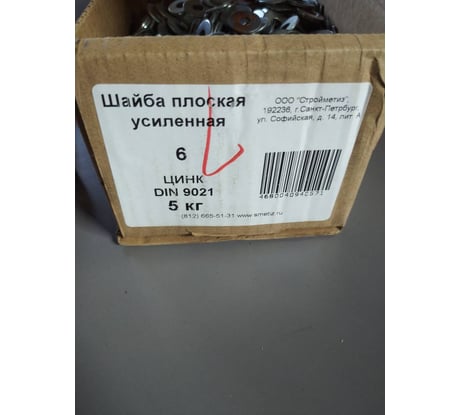 Шайба плоская
усиленная
6
ЦИНК
DIN 9021
5 кг
(812) 665-51-31 www.smetiz.ru
ООО "Стройметиз",
192236, г.Санкт-Петрбург,
ул. Софийская, д. 14, лит. А